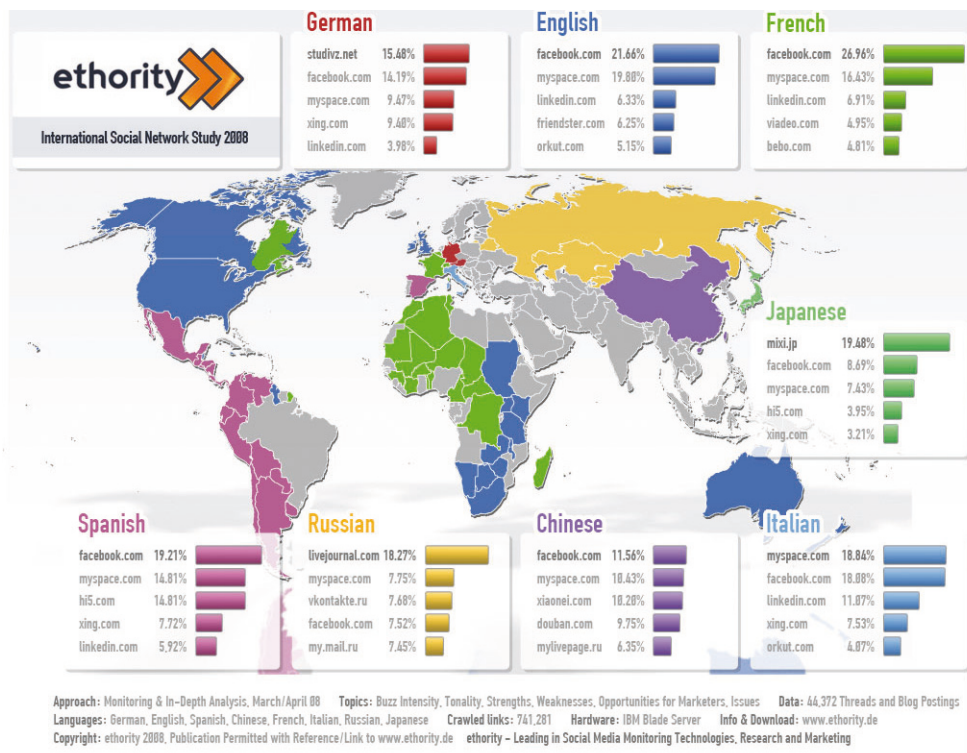 ethority
International Social Network Study 2008
German
studivz.net 15.48%
facebook.com 14.19%
myspace.com 9.47%
xing.com 9.40%
linkedin.com 3.98%
English
facebook.com 21.66%
myspace.com 19.80%
linkedin.com 6.33%
friendster.com 6.25%
orkut.com 5.15%
French
facebook.com 26.96%
myspace.com 16.43%
linkedin.com 6.91%
viadeo.com 4.95%
bebo.com 4.81%
Japanese
mixi.jp 19.48%
facebook.com 8.69%
myspace.com 7.43%
hi5.com 3.95%
xing.com 3.21%
Spanish
facebook.com 19.21%
myspace.com 14.81%
hi5.com 14.81%
xing.com 7.72%
linkedin.com 5,92%
Russian
livejournal.com 18.27%
myspace.com 7.75%
vkontakte.ru 7.68%
facebook.com 7.52%
my.mail.ru 7.45%
Chinese
facebook.com 11.56%
myspace.com 10.43%
xiaonei.com 10.20%
douban.com 9.75%
mylivepage.ru 6.35%
Italian
myspace.com 18.84%
facebook.com 18.08%
linkedin.com 11.07%
xing.com 7.53%
orkut.com 4.07%
Approach: Monitoring & In-Depth Analysis, March/April 08 Topics: Buzz Intensity, Tonality, Strengths, Weaknesses, Opportunities for Marketers, Issues Data: 44,372 Threads and Blog Postings
Languages: German, English, Spanish, Chinese, French, Italian, Russian, Japanese Crawled links: 741,281 Hardware: IBM Blade Server Info & Download: www.ethority.de
Copyright: ethority 2008, Publication Permitted with Reference/Link to www.ethority.de ethority - Leading in Social Media Monitoring Technologies, Research and Marketing